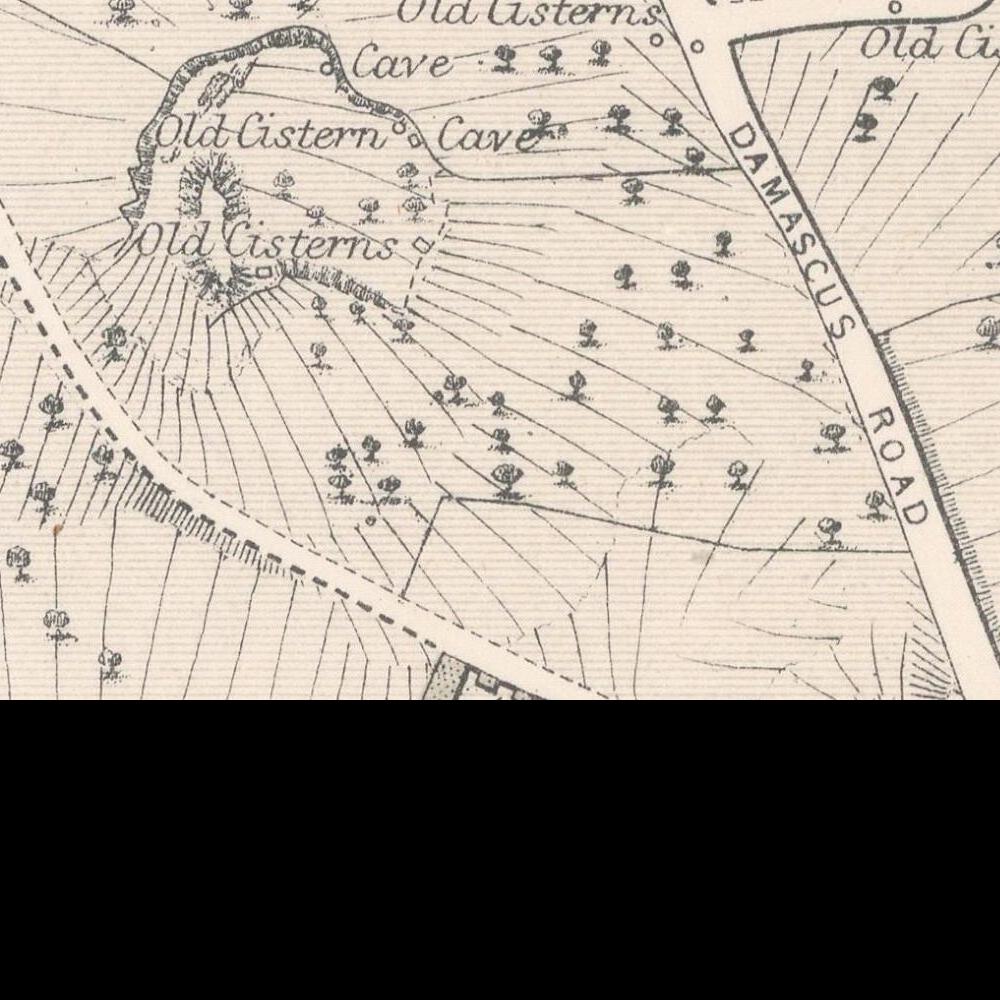 Old Cisterns
Old Ci
Cave
Old Cistern
Cave
Old Cisterns
DAMASCUS ROAD